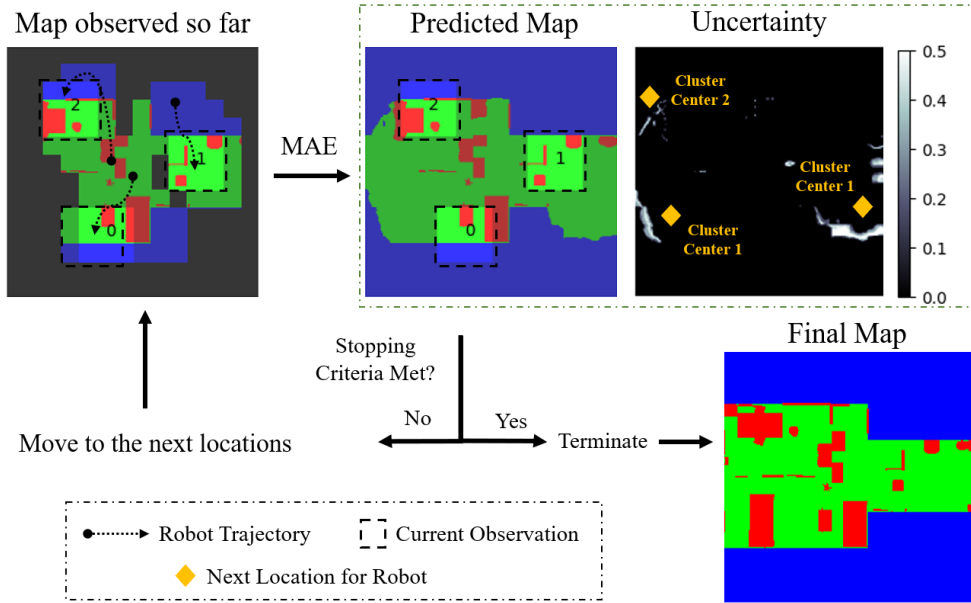 Map observed so far
Predicted Map
Uncertainty
2
1
0
MAE
2
1
0
Cluster
Center 2
Cluster
Center 1
Cluster
Center 1
0.5
0.4
0.3
0.2
0.1
0.0
Stopping
Criteria Met?
No
Yes
Terminate
Final Map
Move to the next locations
Robot Trajectory
Current Observation
Next Location for Robot